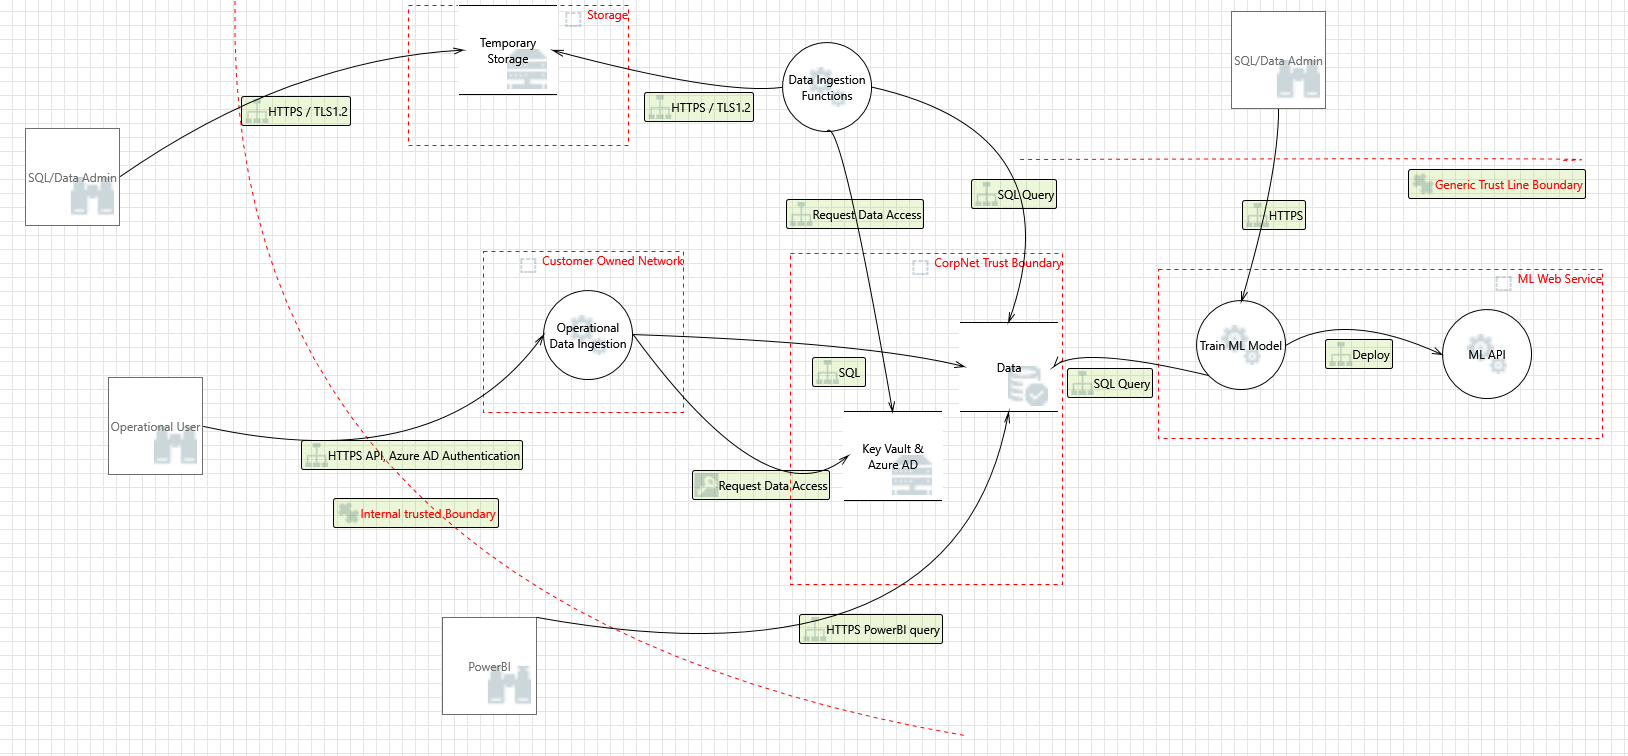 Storage
Temporary
Storage
Data Ingestion
Functions
SQL/Data Admin
HTTPS / TLS1.2
HTTPS / TLS1.2
SQL/Data Admin
Generic Trust Line Boundary
SQL Query
Request Data Access
HTTPS
Customer Owned Network
CorpNet Trust Boundary
ML Web Service
Operational
Data Ingestion
Train ML Model
ML API
Deploy
Data
SQL
SQL Query
Operational User
HTTPS API, Azure AD Authentication
Key Vault &
Azure AD
Request Data Access
Internal trusted Boundary
HTTPS PowerBI query
PowerBI